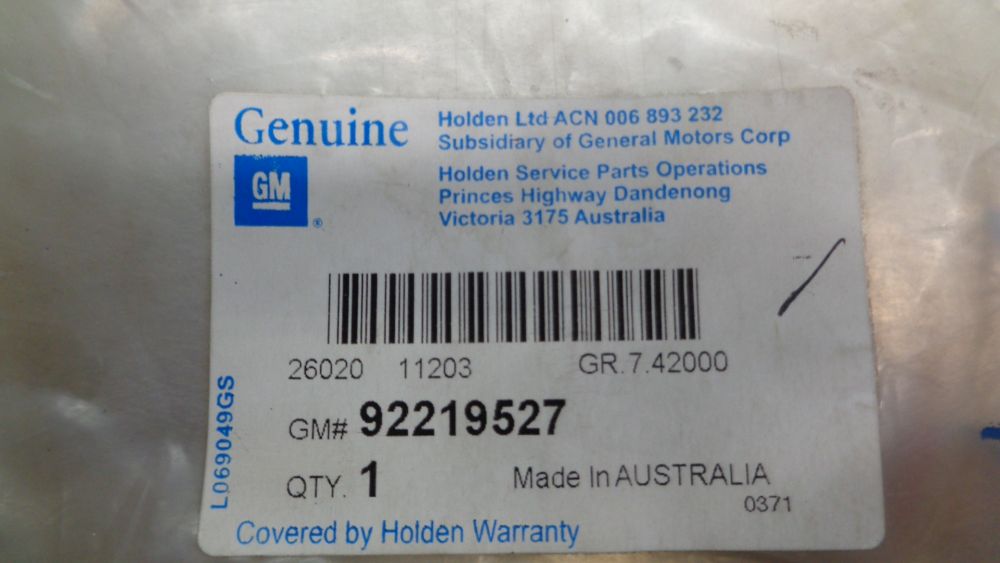 Genuine
GM
®
Holden Ltd ACN 006 893 232
Subsidiary of General Motors Corp
Holden Service Parts Operations
Princes Highway Dandenong
Victoria 3175 Australia
26020 11203 GR.7.42000
GM# 92219527
QTY. 1 Made In AUSTRALIA
0371
L069049GS
Covered by Holden Warranty